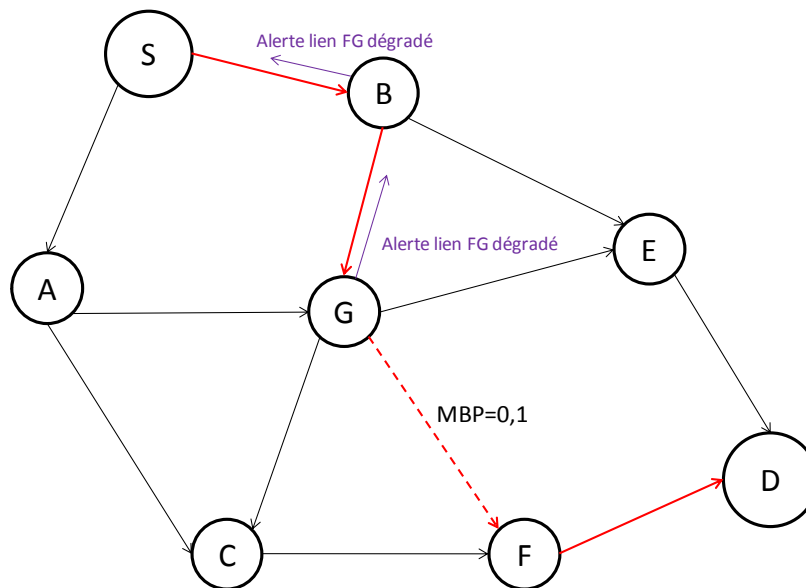 Alerte lien FG dégradé
S
B
Alerte lien FG dégradé
E
A
G
MBP=0,1
D
C
F